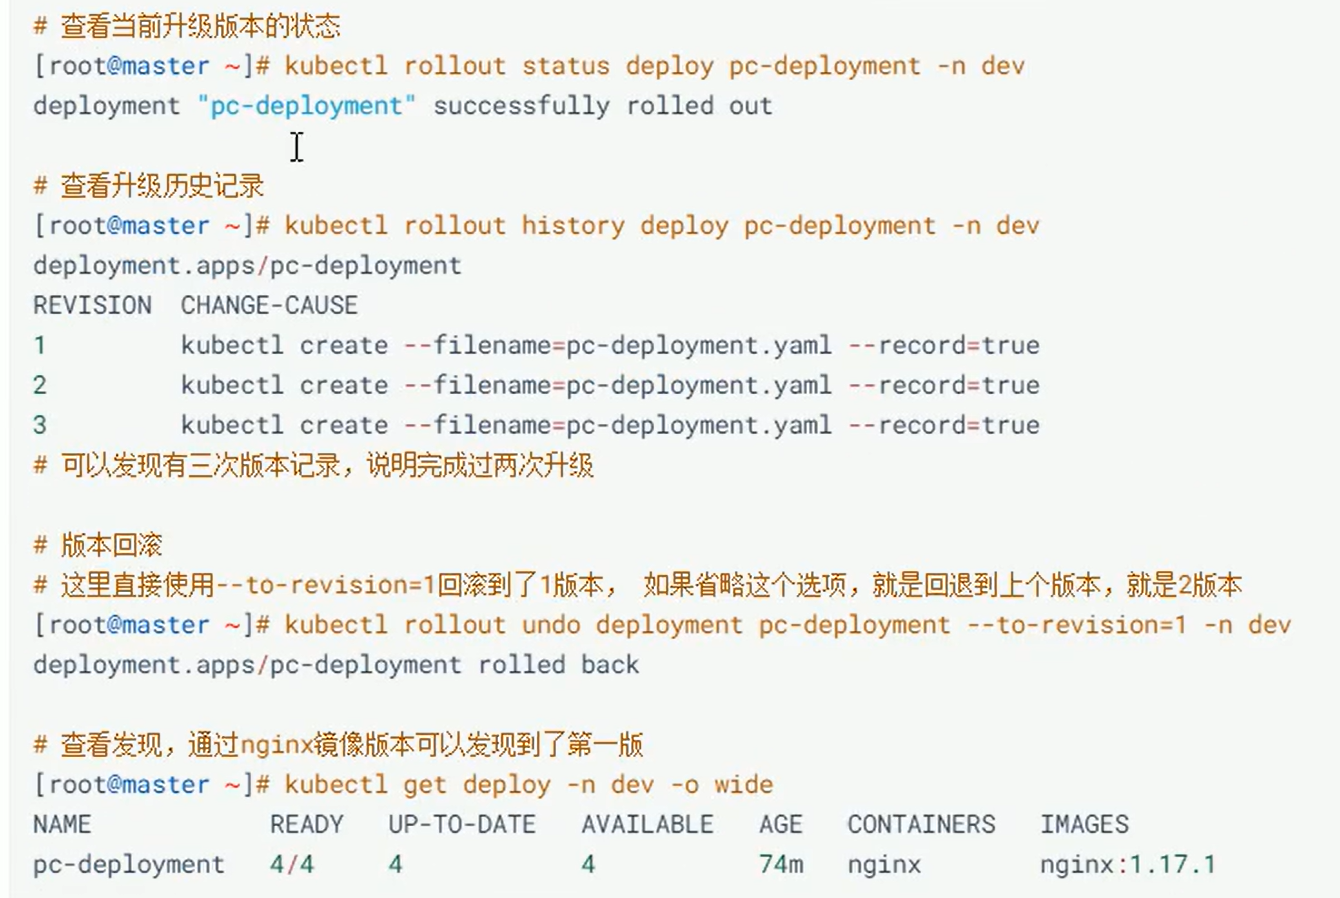 # 查看当前升级版本的状态
[root@master ~]# kubectl rollout status deploy pc-deployment -n dev
deployment "pc-deployment" successfully rolled out
# 查看升级历史记录
[root@master ~]# kubectl rollout history deploy pc-deployment -n dev
deployment.apps/pc-deployment
REVISION  CHANGE-CAUSE
1         kubectl create --filename=pc-deployment.yaml --record=true
2         kubectl create --filename=pc-deployment.yaml --record=true
3         kubectl create --filename=pc-deployment.yaml --record=true
# 可以发现有三次版本记录，说明完成过两次升级
# 版本回滚
# 这里直接使用--to-revision=1回滚到了1版本， 如果省略这个选项，就是回退到上个版本，就是2版本
[root@master ~]# kubectl rollout undo deployment pc-deployment --to-revision=1 -n dev
deployment.apps/pc-deployment rolled back
# 查看发现，通过nginx镜像版本可以发现到了第一版
[root@master ~]# kubectl get deploy -n dev -o wide
NAME            READY   UP-TO-DATE   AVAILABLE   AGE   CONTAINERS   IMAGES
pc-deployment   4/4     4            4           74m   nginx        nginx:1.17.1